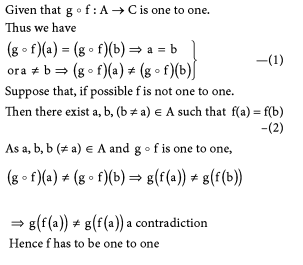 Given that g ∘ f : A → C is one to one.
Thus we have
(g ∘ f)(a) = (g ∘ f)(b) ⇒ a = b
or a ≠ b ⇒ (g ∘ f)(a) ≠ (g ∘ f)(b)} —(1)
Suppose that, if possible f is not one to one.
Then there exist a, b, (b ≠ a) ∈ A such that f(a) = f(b)
–(2)
As a, b, b (≠ a) ∈ A and g ∘ f is one to one,
(g ∘ f)(a) ≠ (g ∘ f)(b) ⇒ g(f(a)) ≠ g(f(b))
⇒ g(f(a)) ≠ g(f(a)) a contradiction
Hence f has to be one to one